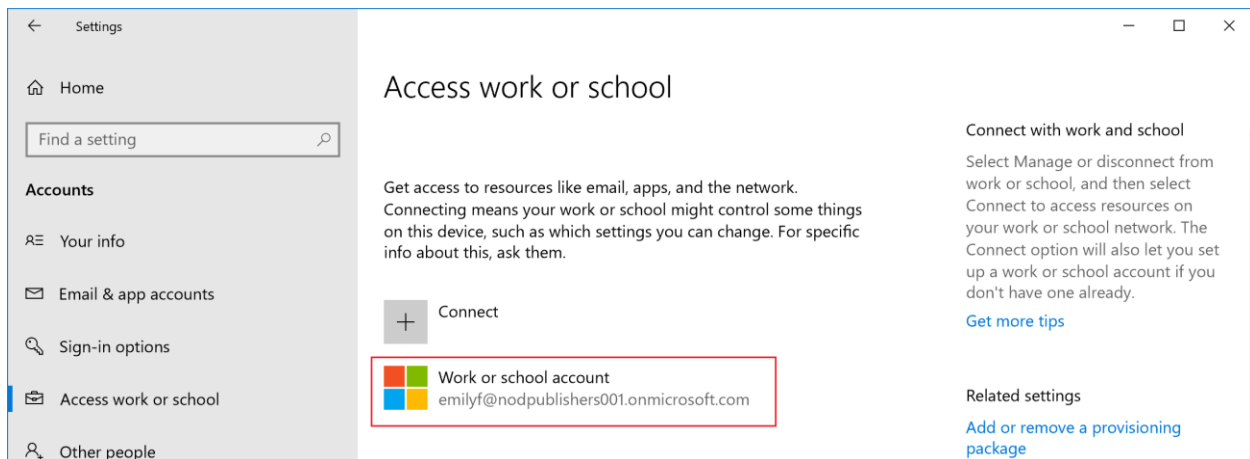 Settings
Home
Find a setting
Accounts
Your info
Email & app accounts
Sign-in options
Access work or school
Other people
Access work or school
Get access to resources like email, apps, and the network.
Connecting means your work or school might control some things
on this device, such as which settings you can change. For specific
info about this, ask them.
Connect
Work or school account
emilyf@nodpublishers001.onmicrosoft.com
Connect with work and school
Select Manage or disconnect from
work or school, and then select
Connect to access resources on
your work or school network. The
Connect option will also let you set
up a work or school account if you
don't have one already.
Get more tips
Related settings
Add or remove a provisioning
package